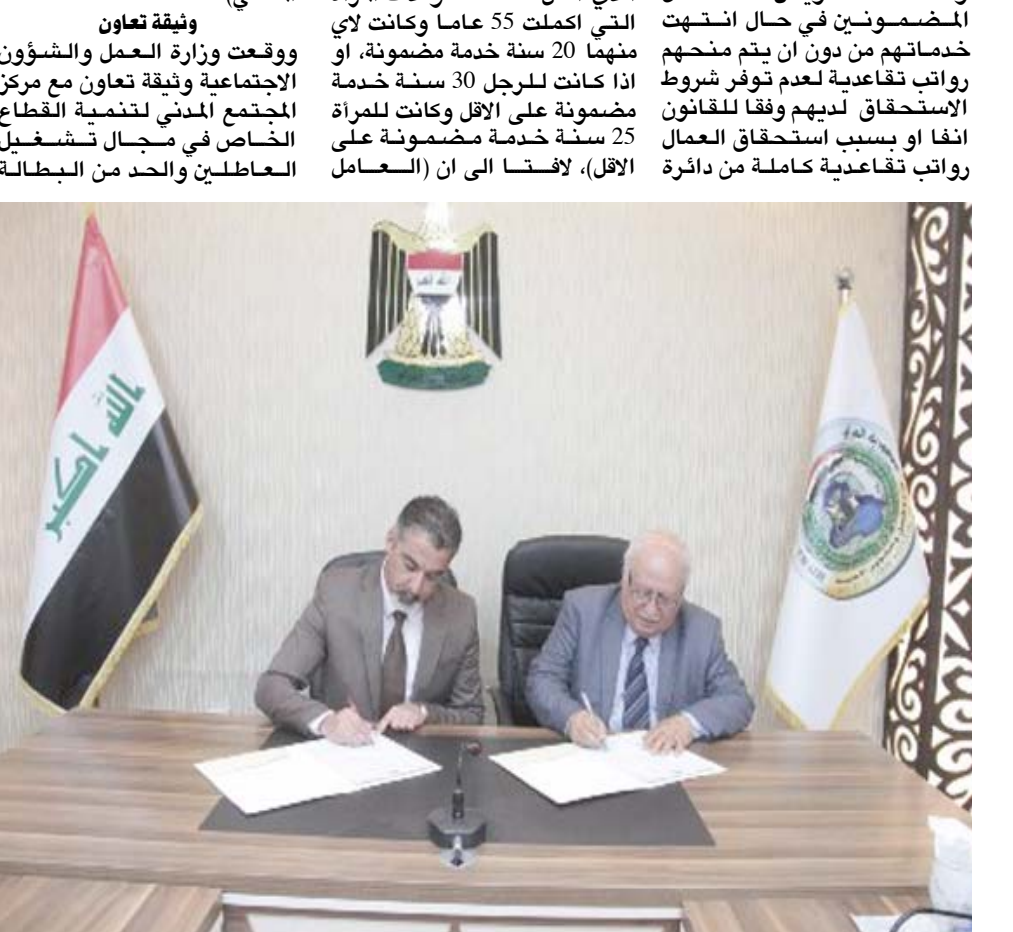 المضمونين في حال انتهت
خدماتهم من دون ان يتم منحهم
رواتب تقاعدية لعدم توفر شروط
الاستحقاق لديهم وفقا للقانون
انفا او بسبب استحقاق العمال
رواتب تقاعدية كاملة من دائرة
التي اكملت 55 عاما وكانت لاي
منهما 20 سنة خدمة مضمونة، او
اذا كانت للرجل 30 سنة خدمة
مضمونة على الاقل وكانت للمرأة
25 سنة خدمة مضمونة على
الاقل)، لافتا الى ان (العامل
وثيقة تعاون
ووقعت وزارة العمل والشؤون
الاجتماعية وثيقة تعاون مع مركز
المجتمع المدني لتنمية القطاع
الخاص في مجال تشغيل
العاطلين والحد من البطالة
الله اكبر